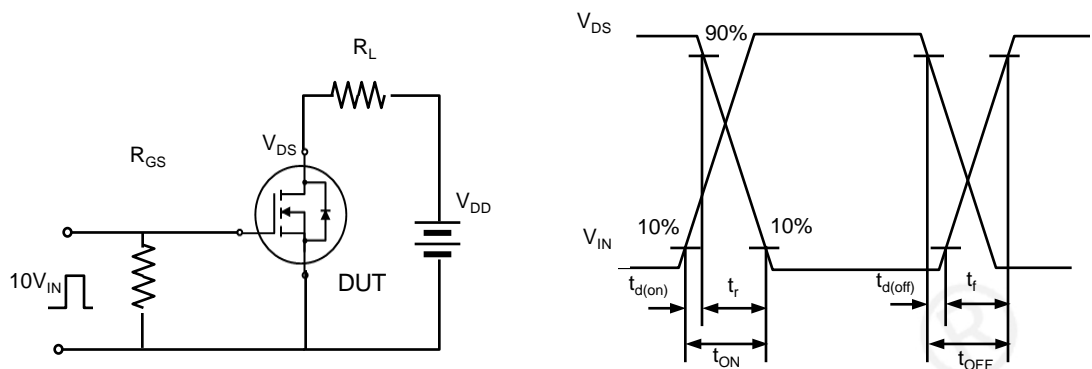 R_L
V_DS
R_GS
V_DD
10V_IN
DUT
V_DS
90%
10%
10%
V_IN
t_d(on)
t_r
t_d(off)
t_f
t_ON
t_OFF
®